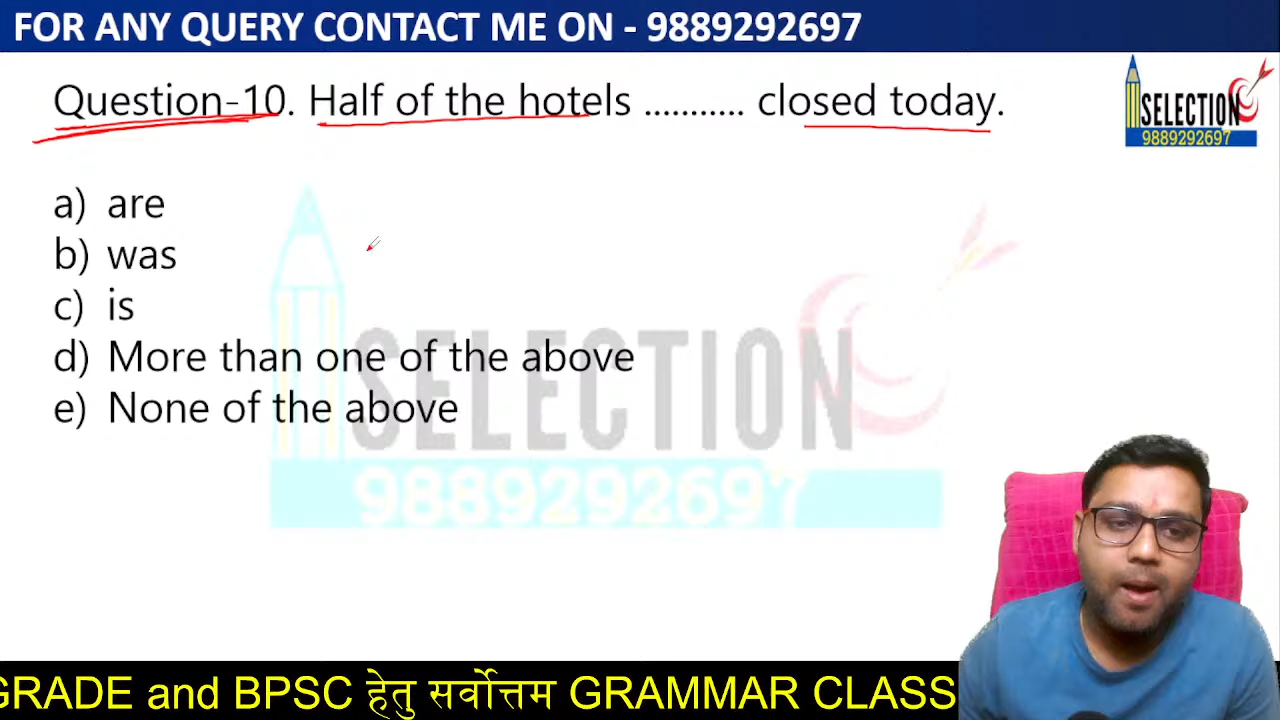 FOR ANY QUERY CONTACT ME ON - 9889292697
Question-10. Half of the hotels ........... closed today.
SELECTION
9889292697
a) are
b) was
c) is
d) More than one of the above
e) None of the above
SELECTION
9889292697
GRADE and BPSC हेतु सर्वोत्तम GRAMMAR CLASS